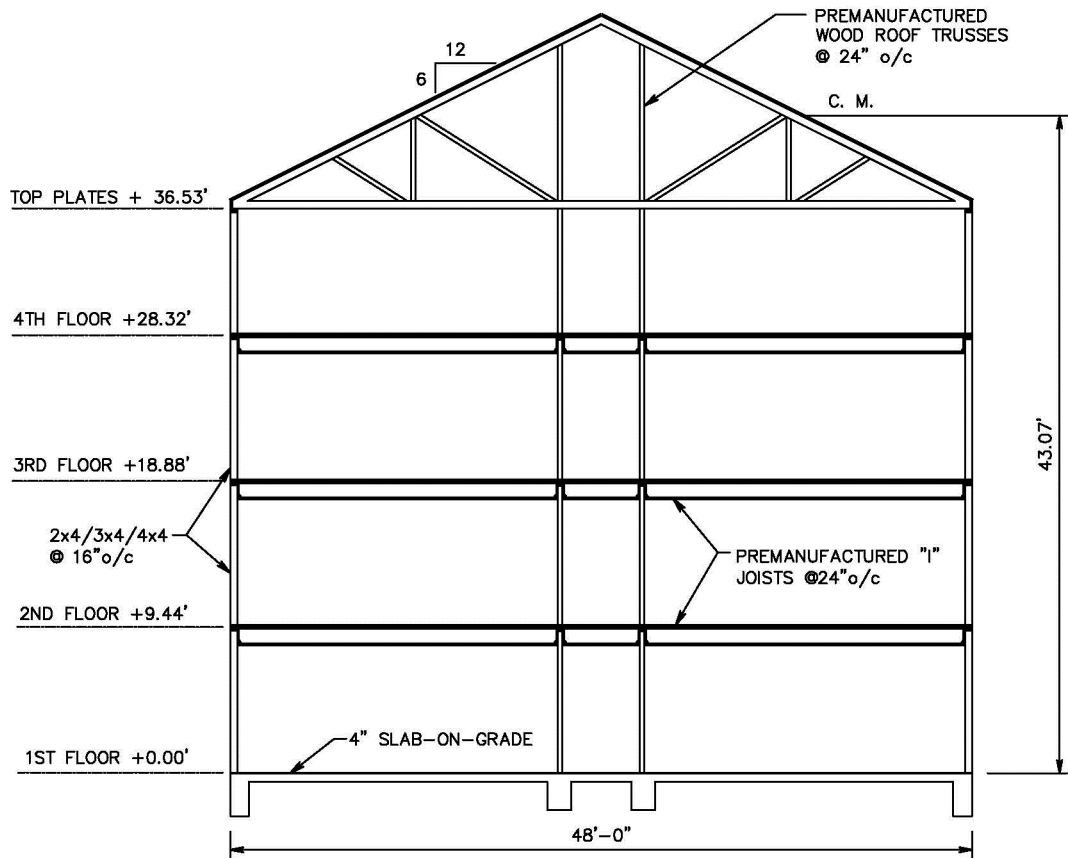 PREMANUFACTURED
WOOD ROOF TRUSSES
@ 24" o/c
12
6
C. M.
TOP PLATES + 36.53'
4TH FLOOR +28.32'
43.07'
3RD FLOOR +18.88'
2x4/3x4/4x4
@ 16"o/c
PREMANUFACTURED "I"
JOISTS @24"o/c
2ND FLOOR +9.44'
4" SLAB-ON-GRADE
1ST FLOOR +0.00'
48'-0"